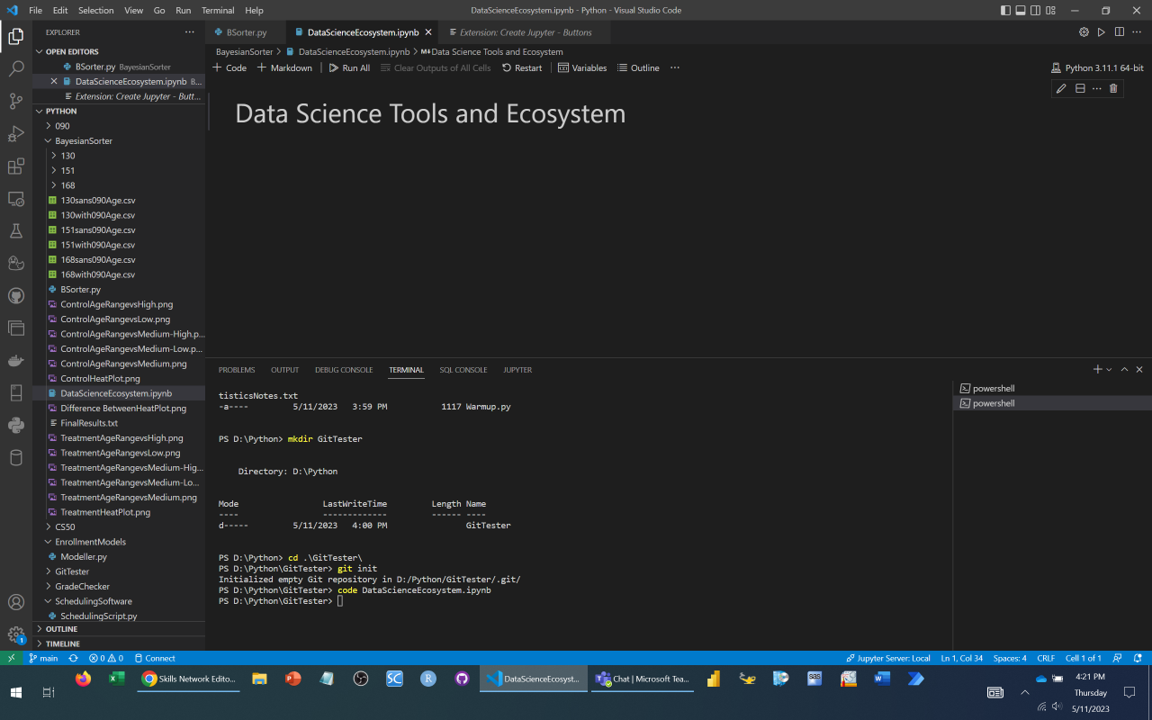 File Edit Selection View Go Run Terminal Help
DataScienceEcosystem.ipynb - Python - Visual Studio Code
EXPLORER
OPEN EDITORS
BSorter.py BayesianSorter
DataScienceEcosystem.ipynb B...
Extension: Create Jupyter - Butt...
PYTHON
090
BayesianSorter
130
151
168
130sans090Age.csv
130with090Age.csv
151sans090Age.csv
151with090Age.csv
168sans090Age.csv
168with090Age.csv
BSorter.py
ControlAgeRangevsHigh.png
ControlAgeRangevsLow.png
ControlAgeRangevsMedium-High.p...
ControlAgeRangevsMedium-Low.p...
ControlAgeRangevsMedium.png
ControlHeatPlot.png
DataScienceEcosystem.ipynb
Difference BetweenHeatPlot.png
FinalResults.txt
TreatmentAgeRangevsHigh.png
TreatmentAgeRangevsLow.png
TreatmentAgeRangevsMedium-Hig...
TreatmentAgeRangevsMedium-Lo...
TreatmentAgeRangevsMedium.png
TreatmentHeatPlot.png
CS50
EnrollmentModels
Modeller.py
GitTester
GradeChecker
SchedulingSoftware
SchedulingScript.py
OUTLINE
TIMELINE
BSorter.py
DataScienceEcosystem.ipynb
Extension: Create Jupyter - Buttons
BayesianSorter > DataScienceEcosystem.ipynb > M↓Data Science Tools and Ecosystem
+ Code + Markdown Run All Clear Outputs of All Cells Restart Variables Outline ...
Python 3.11.1 64-bit
Data Science Tools and Ecosystem
PROBLEMS OUTPUT DEBUG CONSOLE TERMINAL SQL CONSOLE JUPYTER
tisticsNotes.txt
-a---- 5/11/2023 3:59 PM 1117 Warmup.py
PS D:\Python> mkdir GitTester
Directory: D:\Python
Mode LastWriteTime Length Name
---- ------------- ------ ----
d----- 5/11/2023 4:00 PM GitTester
PS D:\Python> cd .\GitTester\
PS D:\Python\GitTester> git init
Initialized empty Git repository in D:/Python/GitTester/.git/
PS D:\Python\GitTester> code DataScienceEcosystem.ipynb
PS D:\Python\GitTester>
powershell
powershell
1
main 0 0 Connect
Jupyter Server: Local Ln 1, Col 34 Spaces: 4 CRLF Cell 1 of 1
Skills Network Edito...
SC
R
DataScienceEcosyst...
Chat | Microsoft Tea...
sas
4:21 PM
Thursday
5/11/2023